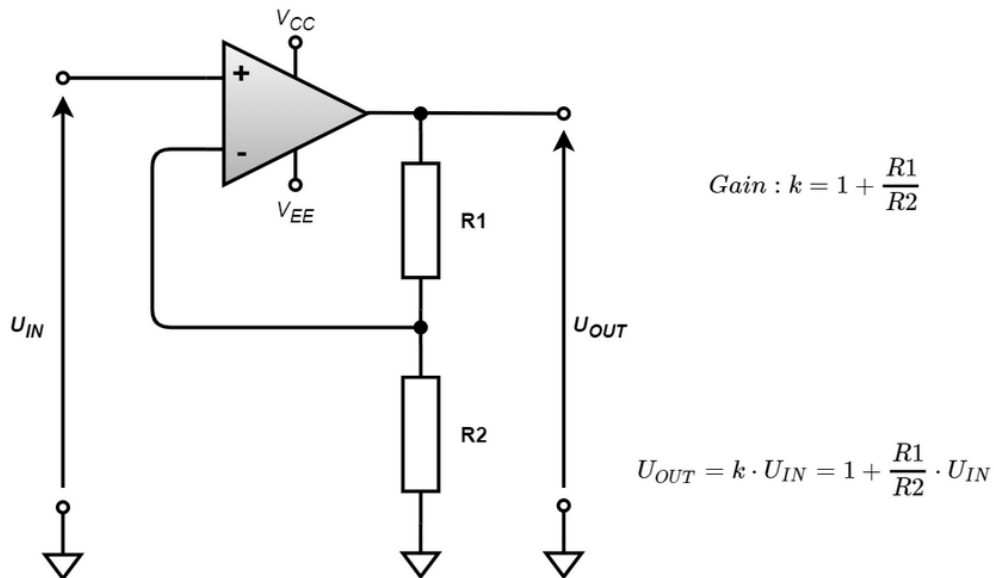 V_CC
+
-
V_EE
R1
U_IN
U_OUT
R2
Gain : k = 1 + R1/R2
U_OUT = k · U_IN = 1 + R1/R2 · U_IN